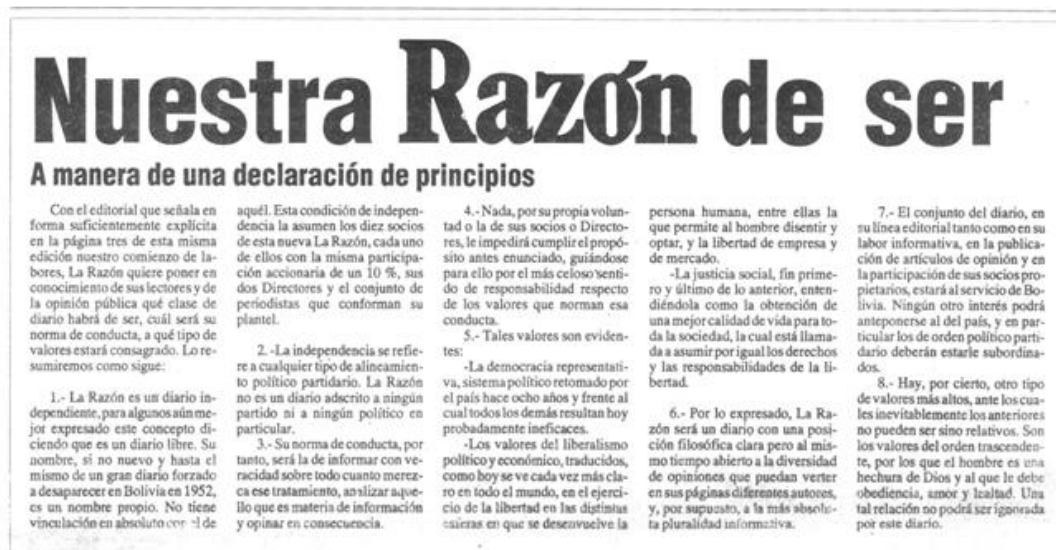 Nuestra Razón de ser
A manera de una declaración de principios
Con el editorial que señala en
forma suficientemente explícita
en la página tres de esta misma
edición nuestro comienzo de la-
bores, La Razón quiere poner en
conocimiento de sus lectores y de
la opinión pública qué clase de
diario habrá de ser, cuál será su
norma de conducta, a qué tipo de
valores estará consagrado. Lo re-
sumiremos como sigue:
1.- La Razón es un diario in-
dependiente, para algunos aún me-
jor expresado este concepto di-
ciendo que es un diario libre. Su
nombre, si no nuevo y hasta el
mismo de un gran diario forzado
a desaparecer en Bolivia en 1952,
es un nombre propio. No tiene
vinculación en absoluto con el de
aquél. Esta condición de indepen-
dencia la asumen los diez socios
de esta nueva La Razón, cada uno
de ellos con la misma participa-
ción accionaria de un 10 %, sus
dos Directores y el conjunto de
periodistas que conforman su
plantel.
2. -La independencia se refie-
re a cualquier tipo de alineamien-
to político partidario. La Razón
no es un diario adscrito a ningún
partido ni a ningún político en
particular.
3.- Su norma de conducta, por
tanto, será la de informar con ve-
racidad sobre todo cuanto merez-
ca ese tratamiento, analizar aque-
llo que es materia de información
y opinar en consecuencia.
4.- Nada, por su propia volun-
tad o la de sus socios o Directo-
res, le impedirá cumplir el propó-
sito antes enunciado, guiándose
para ello por el más celoso senti-
do de responsabilidad respecto
de los valores que norman esa
conducta.
5.- Tales valores son eviden-
tes:
-La democracia representati-
va, sistema político retomado por
el país hace ocho años y frente al
cual todos los demás resultan hoy
probadamente ineficaces.
-Los valores del liberalismo
político y económico, traducidos,
como hoy se ve cada vez más cla-
ro en todo el mundo, en el ejerci-
cio de la libertad en las distintas
esferas en que se desenvuelve la
persona humana, entre ellas la
que permite al hombre disentir y
optar, y la libertad de empresa y
de mercado.
-La justicia social, fin prime-
ro y último de lo anterior, enten-
diéndola como la obtención de
una mejor calidad de vida para to-
da la sociedad, la cual está llama-
da a asumir por igual los derechos
y las responsabilidades de la li-
bertad.
6.- Por lo expresado, La Ra-
zón será un diario con una posi-
ción filosófica clara pero al mis-
mo tiempo abierto a la diversidad
de opiniones que puedan verter
en sus páginas diferentes autores,
y, por supuesto, a la más absolu-
ta pluralidad informativa.
7.- El conjunto del diario, en
su línea editorial tanto como en su
labor informativa, en la publica-
ción de artículos de opinión y en
la participación de sus socios pro-
pietarios, estará al servicio de Bo-
livia. Ningún otro interés podrá
anteponerse al del país, y en par-
ticular los de orden político parti-
dario deberán estarle subordina-
dos.
8.- Hay, por cierto, otro tipo
de valores más altos, ante los cua-
les inevitablemente los anteriores
no pueden ser sino relativos. Son
los valores del orden trascenden-
te, por los que el hombre es una
hechura de Dios y al que le debe
obediencia, amor y lealtad. Una
tal relación no podrá ser ignorada
por este diario.